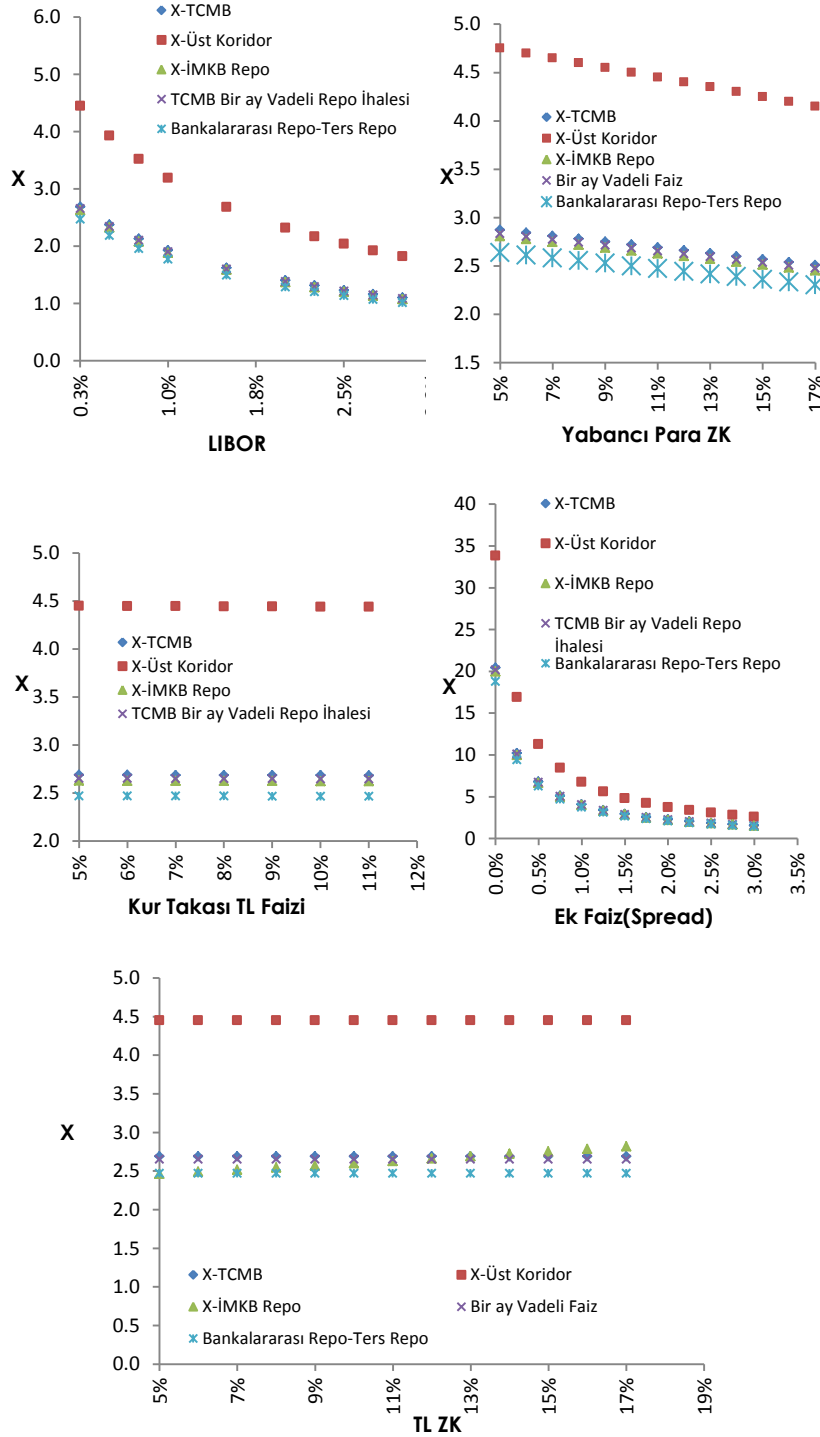 6.0
5.0
4.0
3.0
2.0
1.0
0.0
X
X-TCMB
X-Üst Koridor
X-İMKB Repo
TCMB Bir ay Vadeli Repo İhalesi
Bankalararası Repo-Ters Repo
0.3%
1.0%
1.8%
2.5%
LIBOR
5.0
4.5
4.0
3.5
3.0
2.5
2.0
1.5
X
X-TCMB
X-Üst Koridor
X-İMKB Repo
Bir ay Vadeli Faiz
Bankalararası Repo-Ters Repo
5%
7%
9%
11%
13%
15%
17%
Yabancı Para ZK
5.0
4.5
4.0
3.5
3.0
2.5
2.0
X
X-TCMB
X-Üst Koridor
X-İMKB Repo
TCMB Bir ay Vadeli Repo İhalesi
5%
6%
7%
8%
9%
10%
11%
12%
Kur Takası TL Faizi
40
35
30
25
20
15
10
5
0
X
X-TCMB
X-Üst Koridor
X-İMKB Repo
TCMB Bir ay Vadeli Repo
İhalesi
Bankalararası Repo-Ters Repo
0.0%
0.5%
1.0%
1.5%
2.0%
2.5%
3.0%
3.5%
Ek Faiz(Spread)
5.0
4.5
4.0
3.5
3.0
2.5
2.0
1.5
1.0
0.5
0.0
X
X-TCMB
X-Üst Koridor
X-İMKB Repo
Bir ay Vadeli Faiz
Bankalararası Repo-Ters Repo
5%
7%
9%
11%
13%
15%
17%
19%
TL ZK